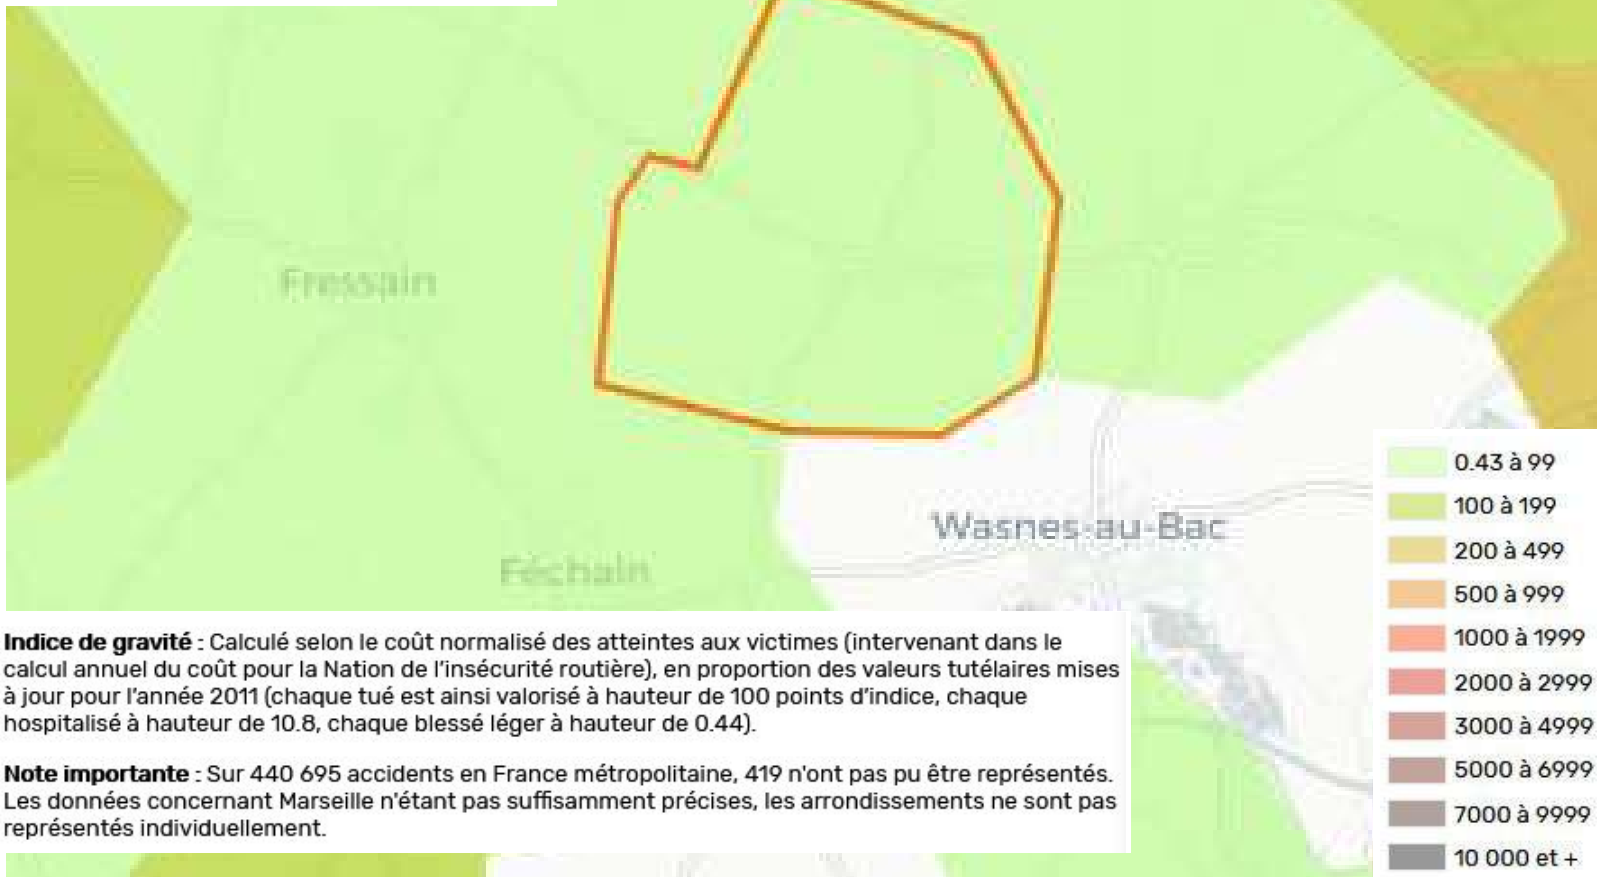 Fressain
Féchain
Wasnes-au-Bac
0.43 à 99
100 à 199
200 à 499
500 à 999
1000 à 1999
2000 à 2999
3000 à 4999
5000 à 6999
7000 à 9999
10 000 et +
Indice de gravité : Calculé selon le coût normalisé des atteintes aux victimes (intervenant dans le
calcul annuel du coût pour la Nation de l'insécurité routière), en proportion des valeurs tutélaires mises
à jour pour l'année 2011 (chaque tué est ainsi valorisé à hauteur de 100 points d'indice, chaque
hospitalisé à hauteur de 10.8, chaque blessé léger à hauteur de 0.44).
Note importante : Sur 440 695 accidents en France métropolitaine, 419 n'ont pas pu être représentés.
Les données concernant Marseille n'étant pas suffisamment précises, les arrondissements ne sont pas
représentés individuellement.